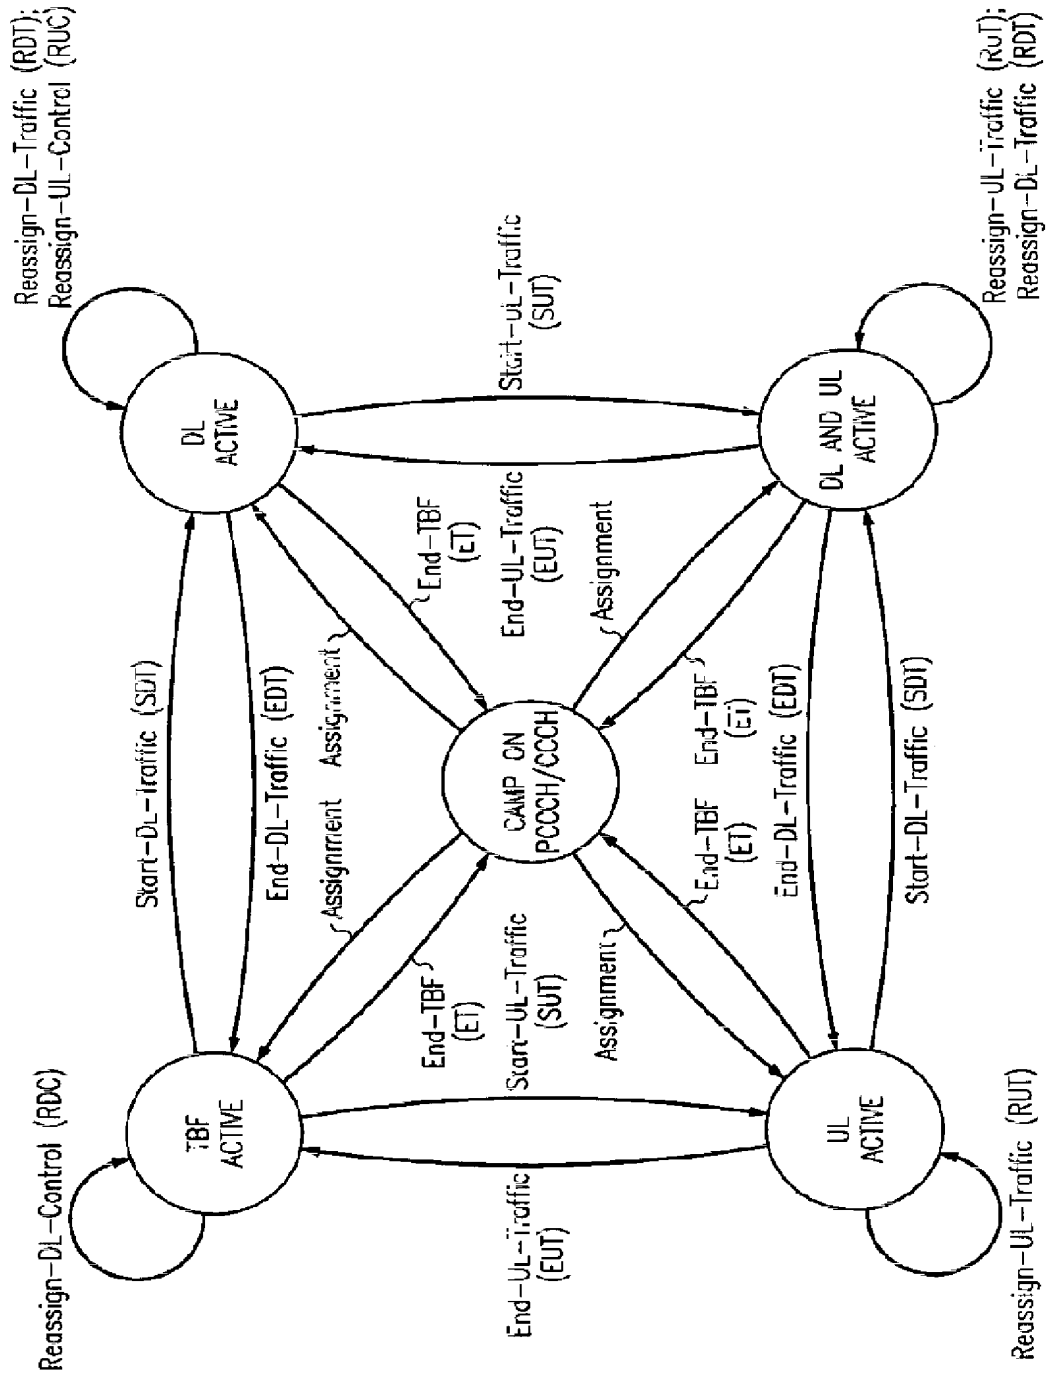 Reassign-DL-Control (RDC)
Reassign-DL-Traffic (RDT);
Reassign-UL-Control (RUC)
Start-DL-Traffic (SDT)
TBF
ACTIVE
DL
ACTIVE
End-DL-Traffic (EDT)
Assignment
Assignment
End-TBF
(ET)
End-TBF
(ET)
End-UL-Traffic
(EUT)
Start-UL-Traffic
(SUT)
CAMP ON
PCCCH/CCCH
End-UL-Traffic
(EUT)
Start-UL-Traffic
(SUT)
Assignment
Assignment
End-TBF
(ET)
End-TBF
(ET)
End-DL-Traffic (EDT)
UL
ACTIVE
DL AND UL
ACTIVE
Start-DL-Traffic (SDT)
Reassign-UL-Traffic (RUT)
Reassign-UL-Traffic (RUT);
Reassign-DL-Traffic (RDT)